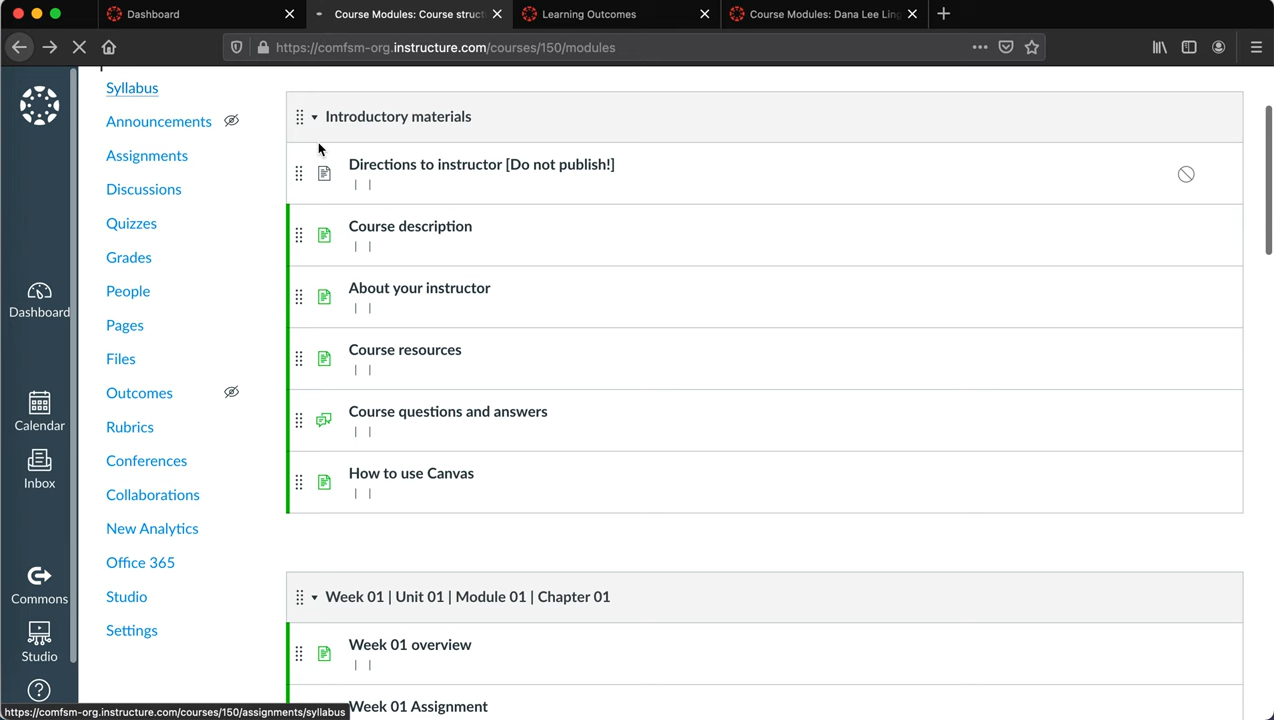 Dashboard
Course Modules: Course struct
Learning Outcomes
Course Modules: Dana Lee Ling
https://comfsm-org.instructure.com/courses/150/modules
Dashboard
Calendar
Inbox
Commons
Studio
Syllabus
Announcements
Assignments
Discussions
Quizzes
Grades
People
Pages
Files
Outcomes
Rubrics
Conferences
Collaborations
New Analytics
Office 365
Studio
Settings
Introductory materials
Directions to instructor [Do not publish!]
| |
Course description
| |
About your instructor
| |
Course resources
| |
Course questions and answers
| |
How to use Canvas
| |
Week 01 | Unit 01 | Module 01 | Chapter 01
Week 01 overview
| |
Week 01 Assignment
https://comfsm-org.instructure.com/courses/150/assignments/syllabus